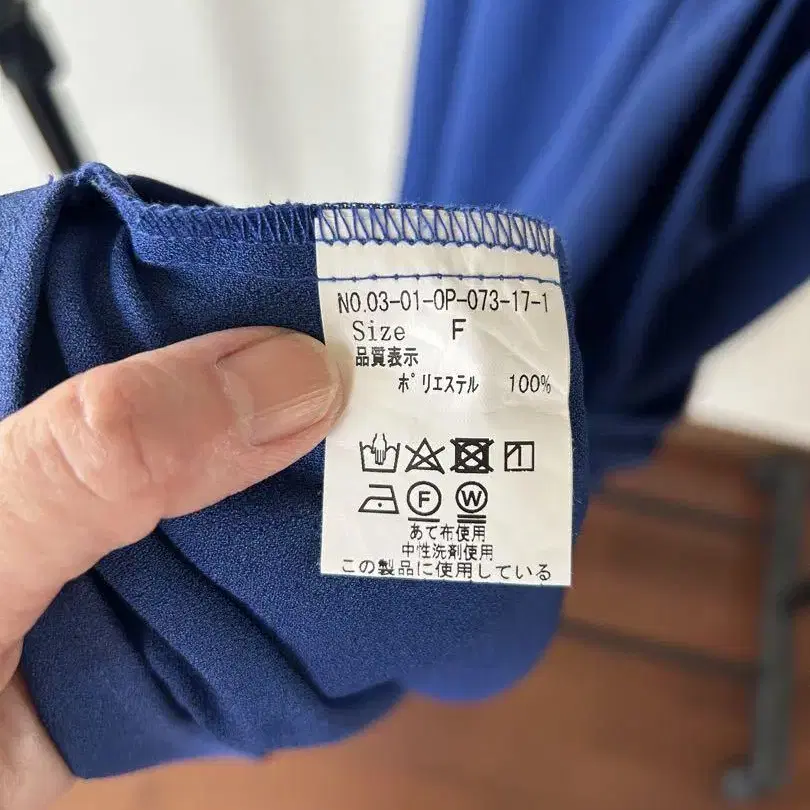 NO.03-01-OP-073-17-1
Size F
品質表示
ポリエステル 100%
F W
あて布使用
中性洗剤使用
この製品に使用している